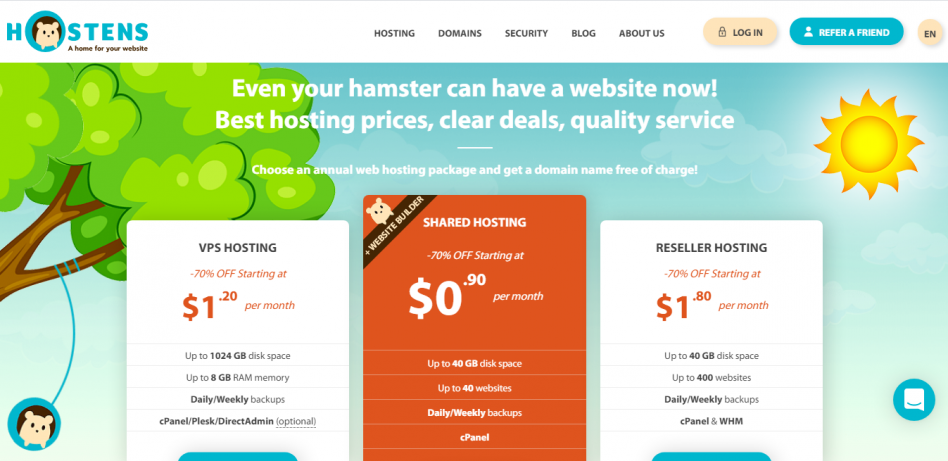 HOSTENS
A home for your website
HOSTING
DOMAINS
SECURITY
BLOG
ABOUT US
LOG IN
REFER A FRIEND
EN
Even your hamster can have a website now!
Best hosting prices, clear deals, quality service
Choose an annual web hosting package and get a domain name free of charge!
VPS HOSTING
-70% OFF Starting at
$1.20 per month
Up to 1024 GB disk space
Up to 8 GB RAM memory
Daily/Weekly backups
cPanel/Plesk/DirectAdmin (optional)
+ WEBSITE BUILDER
SHARED HOSTING
-70% OFF Starting at
$0.90 per month
Up to 40 GB disk space
Up to 40 websites
Daily/Weekly backups
cPanel
RESELLER HOSTING
-70% OFF Starting at
$1.80 per month
Up to 40 GB disk space
Up to 400 websites
Daily/Weekly backups
cPanel & WHM